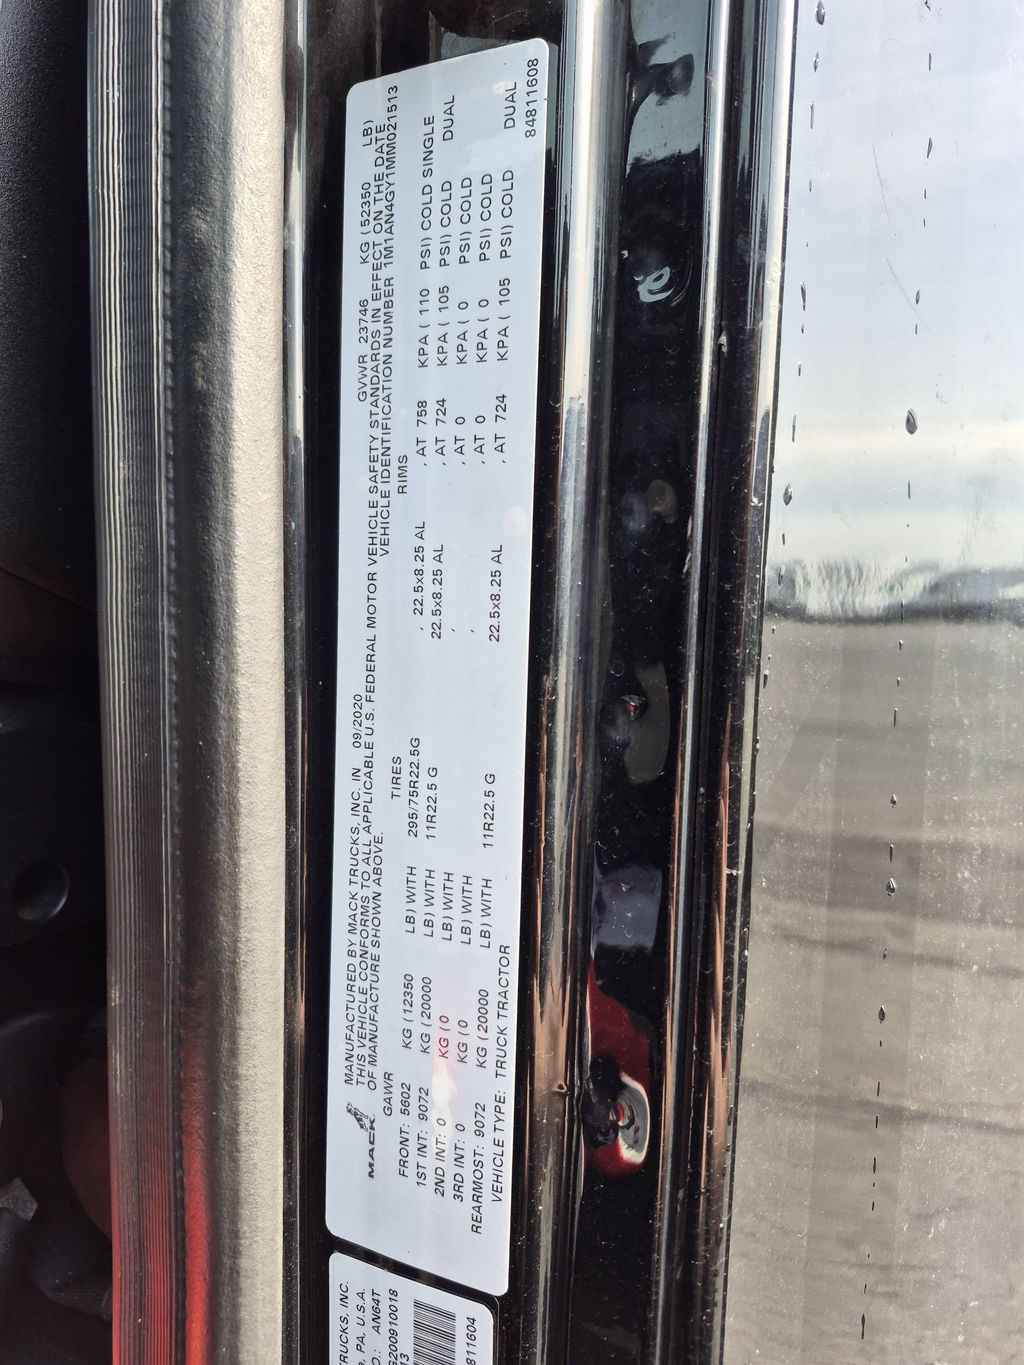 MACK
MANUFACTURED BY MACK TRUCKS, INC. IN 09/2020 GVWR 23746 KG (52350 LB)
THIS VEHICLE CONFORMS TO ALL APPLICABLE U.S. FEDERAL MOTOR VEHICLE SAFETY STANDARDS IN EFFECT ON THE DATE
OF MANUFACTURE SHOWN ABOVE. VEHICLE IDENTIFICATION NUMBER 1M1AN4GY1MM021513
GAWR TIRES RIMS
FRONT: 5602 KG (12350 LB) WITH 295/75R22.5G , 22.5x8.25 AL , AT 758 KPA ( 110 PSI) COLD SINGLE
1ST INT: 9072 KG (20000 LB) WITH 11R22.5 G 22.5x8.25 AL , AT 724 KPA ( 105 PSI) COLD DUAL
2ND INT: 0 KG (0 LB) WITH , , AT 0 KPA ( 0 PSI) COLD
3RD INT: 0 KG (0 LB) WITH , , AT 0 KPA ( 0 PSI) COLD
REARMOST: 9072 KG (20000 LB) WITH 11R22.5 G 22.5x8.25 AL , AT 724 KPA ( 105 PSI) COLD DUAL
VEHICLE TYPE: TRUCK TRACTOR 84811608
TRUCKS, INC.
, PA, U.S.A.
.: AN64T
G200910018
13
811604